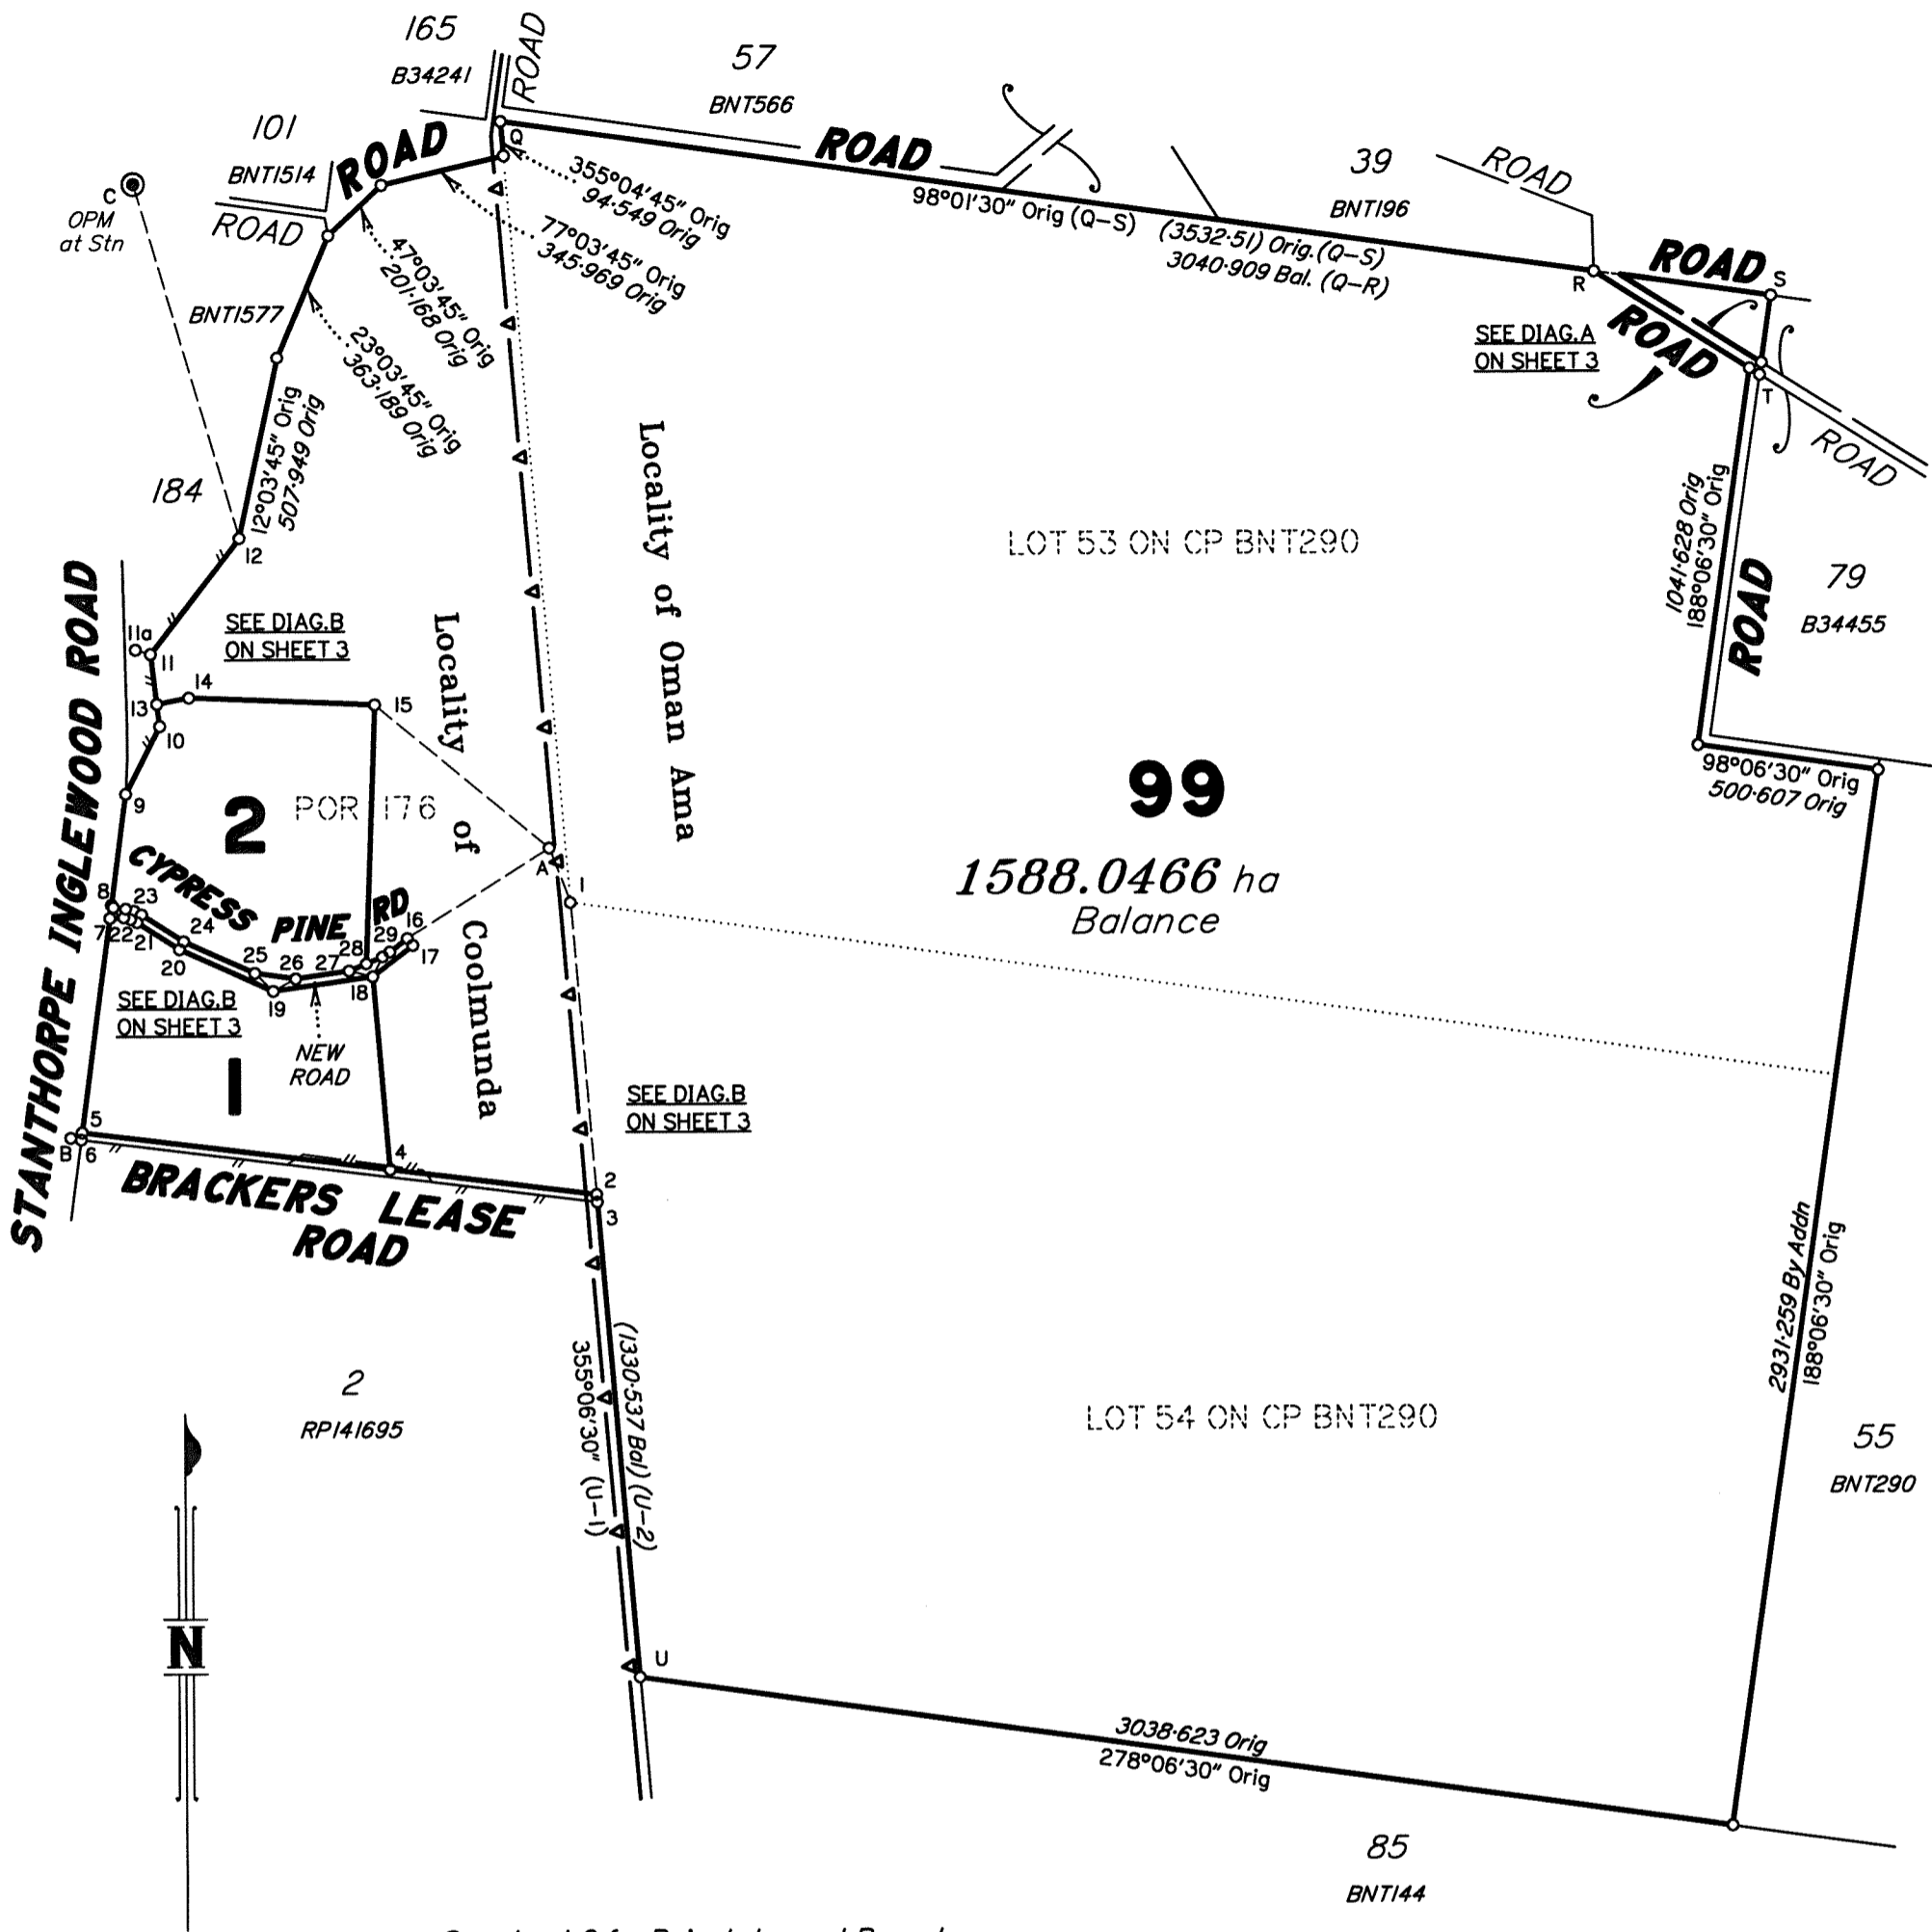 165
B34241
ROAD
57
BNT566
101
BNT1514
ROAD
ROAD
Q
ROAD
39
BNT196
ROAD
C
OPM
at Stn
355°04'45" Orig
94·549 Orig
77°03'45" Orig
345·969 Orig
47°03'45" Orig
201·168 Orig
23°03'45" Orig
363·189 Orig
12°03'45" Orig
507·949 Orig
98°01'30" Orig (Q-S)
(3532·51) Orig.(Q-S)
3040·909 Bal. (Q-R)
R
ROAD
S
ROAD
T
ROAD
SEE DIAG.A
ON SHEET 3
BNT1577
184
12
Locality of Oman Ama
LOT 53 ON CP BNT290
1041·628 Orig
188°06'30" Orig
ROAD
79
B34455
98°06'30" Orig
500·607 Orig
STANTHORPE INGLEWOOD ROAD
SEE DIAG.B
ON SHEET 3
11a
11
14
13
15
10
9
Locality of Coolmunda
2
POR 176
CYPRESS PINE RD
99
1588.0466 ha
Balance
A
1
8
23
7
22
21
24
20
25
26
27
28
29
16
17
18
19
SEE DIAG.B
ON SHEET 3
NEW
ROAD
1
SEE DIAG.B
ON SHEET 3
5
B
6
4
2
3
BRACKERS LEASE
ROAD
2931·259 By Addn
188°06'30" Orig
(1330·537 Bal) (U-2)
355°06'30" (U-1)
2
RP141695
LOT 54 ON CP BNT290
55
BNT290
N
U
3038·623 Orig
278°06'30" Orig
85
BNT144